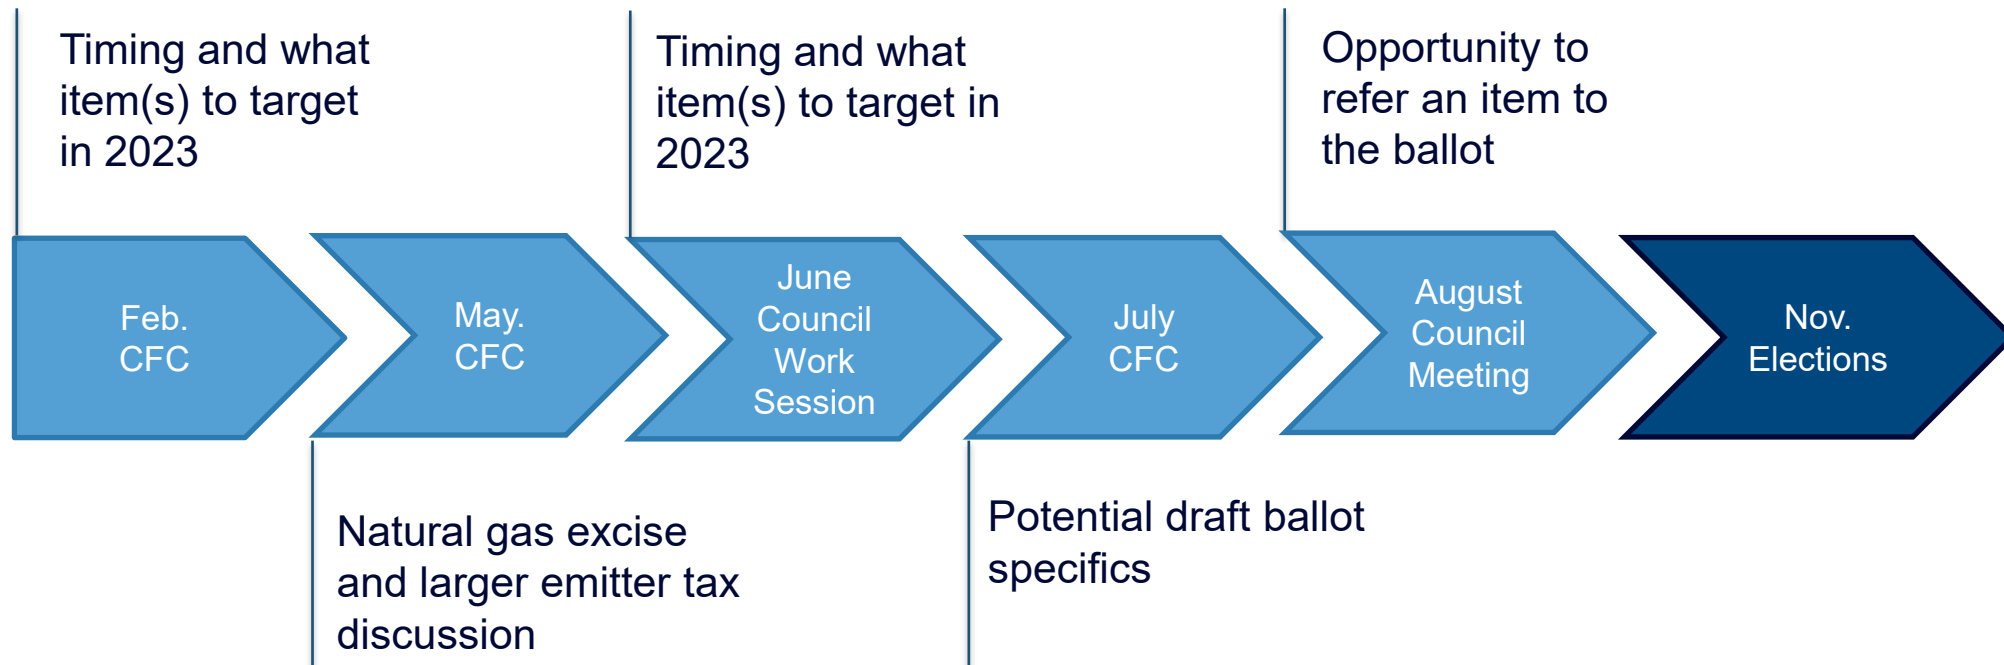 Timing and what
item(s) to target
in 2023
Timing and what
item(s) to target in
2023
Opportunity to
refer an item to
the ballot
Feb.
CFC
May.
CFC
June
Council
Work
Session
July
CFC
August
Council
Meeting
Nov.
Elections
Natural gas excise
and larger emitter tax
discussion
Potential draft ballot
specifics